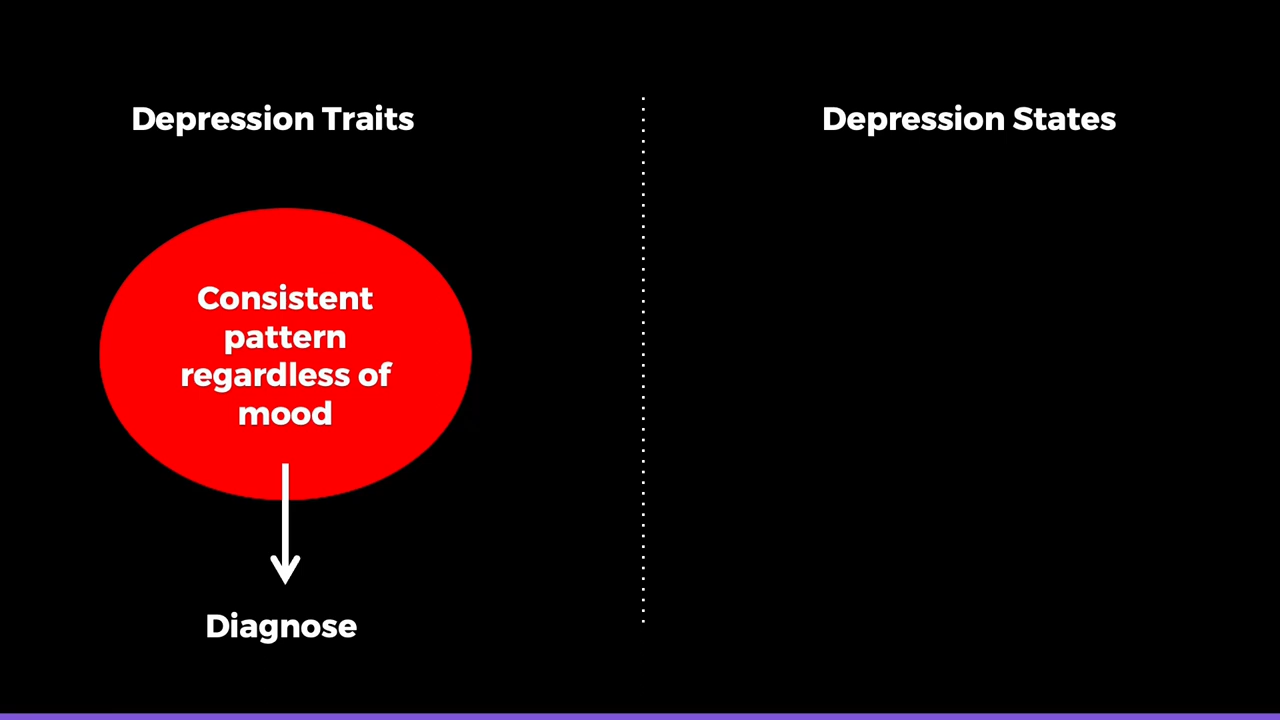 Depression Traits
Depression States
Consistent
pattern
regardless of
mood
Diagnose